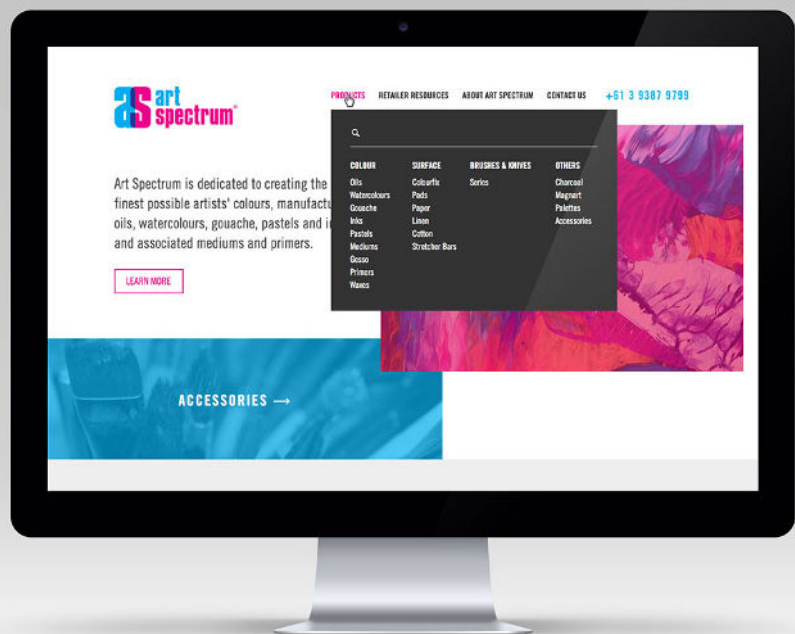 as art
spectrum®
PRODUCTS RETAILER RESOURCES ABOUT ART SPECTRUM CONTACT US +61 3 9387 9799
Art Spectrum is dedicated to creating the
finest possible artists' colours, manufactu
oils, watercolours, gouache, pastels and i
and associated mediums and primers.
LEARN MORE
COLOUR
Oils
Watercolours
Gouache
Inks
Pastels
Mediums
Gesso
Primers
Waxes
SURFACE
Colourfix
Pads
Paper
Linen
Cotton
Stretcher Bars
BRUSHES & KNIVES
Series
OTHERS
Charcoal
Magnart
Palettes
Accessories
ACCESSORIES →